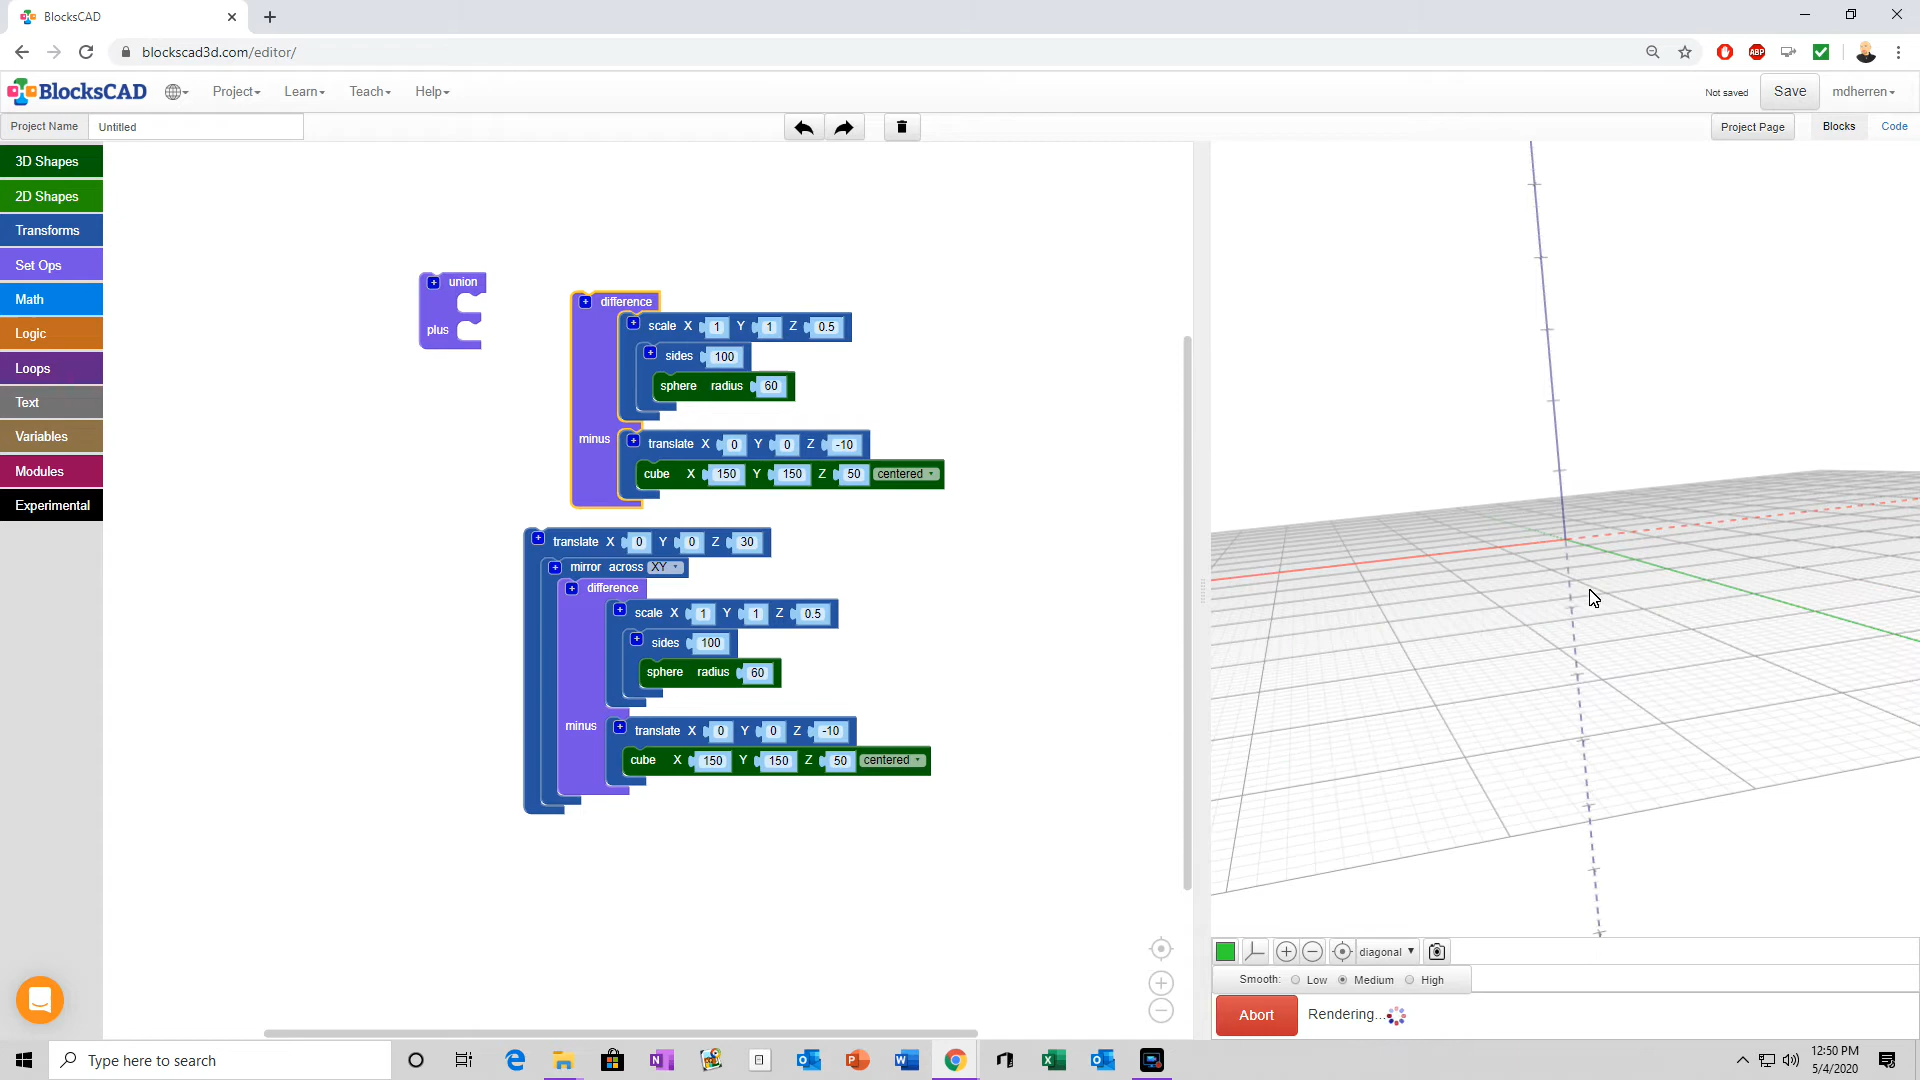 BlocksCAD
blockscad3d.com/editor/
ABP
BlocksCAD
Project
Learn
Teach
Help
Not saved
Save
mdherren
Project Name
Untitled
Project Page
Blocks
Code
3D Shapes
2D Shapes
Transforms
Set Ops
Math
Logic
Loops
Text
Variables
Modules
Experimental
+ union
plus
+ difference
+ scale X 1 Y 1 Z 0.5
+ sides 100
sphere radius 60
minus
+ translate X 0 Y 0 Z -10
cube X 150 Y 150 Z 50 centered
+ translate X 0 Y 0 Z 30
+ mirror across XY
+ difference
+ scale X 1 Y 1 Z 0.5
+ sides 100
sphere radius 60
minus
+ translate X 0 Y 0 Z -10
cube X 150 Y 150 Z 50 centered
diagonal
Smooth: Low Medium High
Abort
Rendering...
Type here to search
12:50 PM
5/4/2020